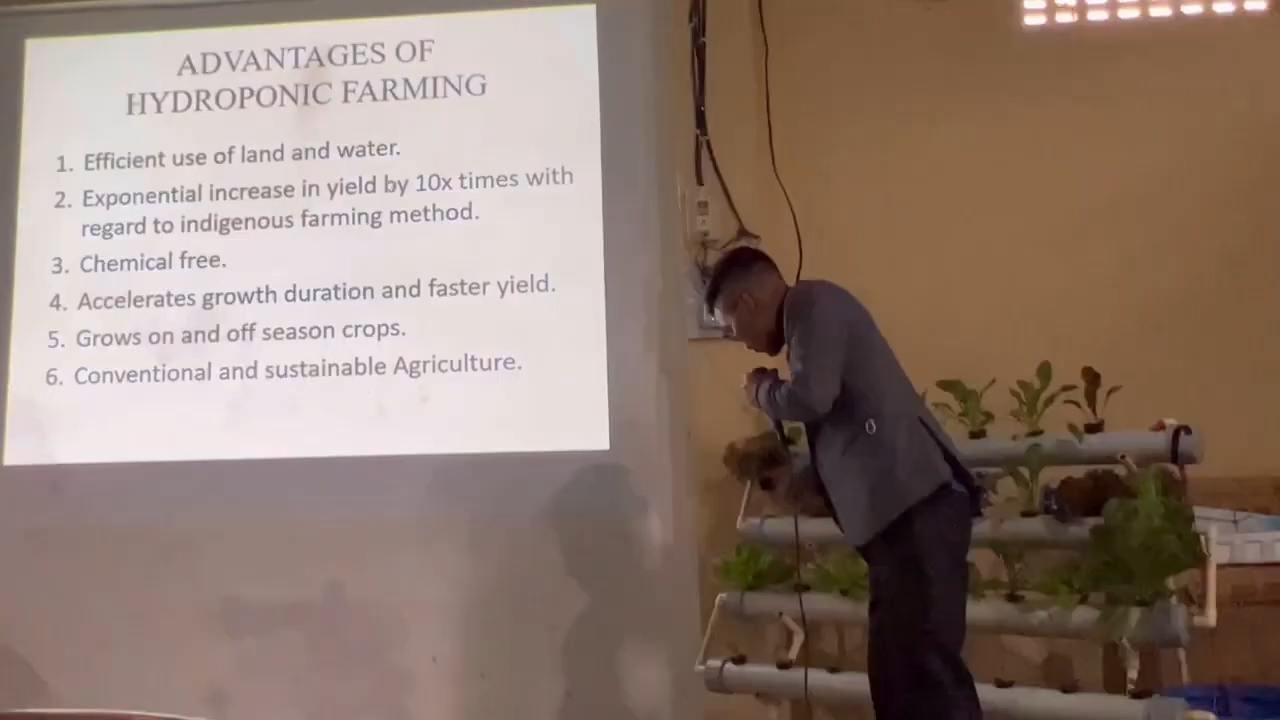 ADVANTAGES OF
HYDROPONIC FARMING
1. Efficient use of land and water.
2. Exponential increase in yield by 10x times with
regard to indigenous farming method.
3. Chemical free.
4. Accelerates growth duration and faster yield.
5. Grows on and off season crops.
6. Conventional and sustainable Agriculture.